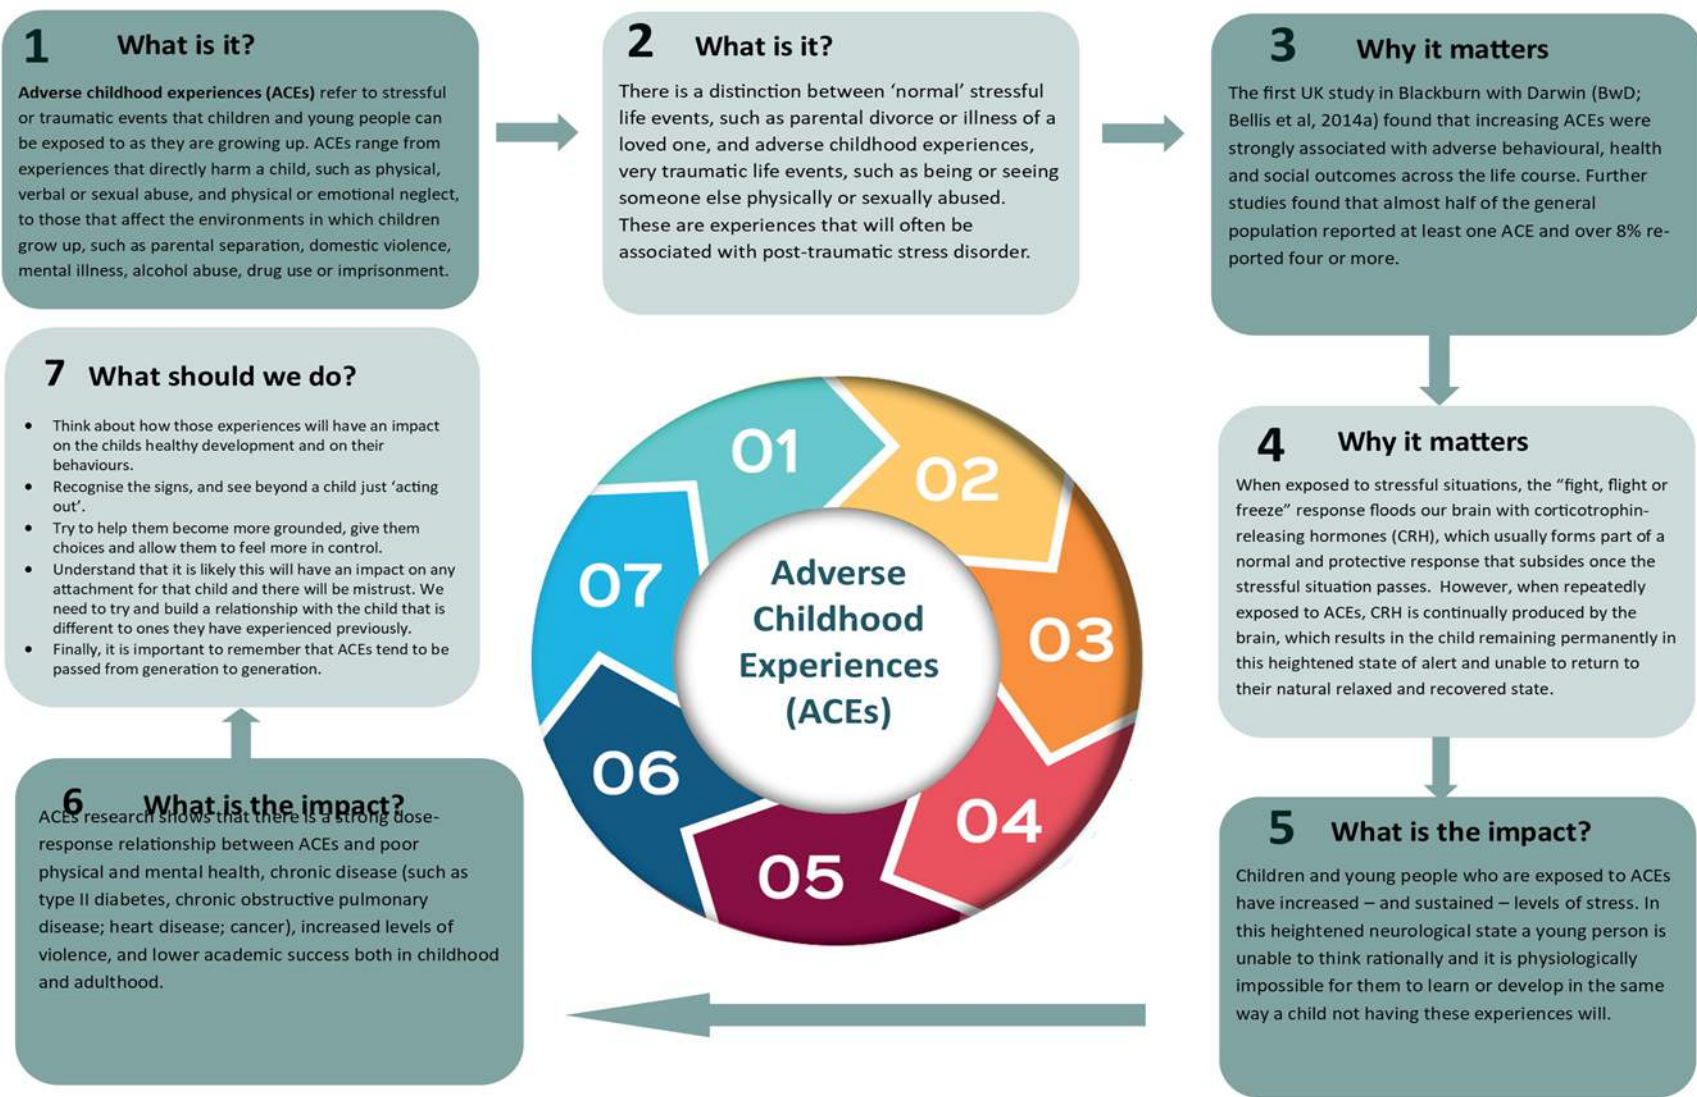 1 What is it?
Adverse childhood experiences (ACEs) refer to stressful
or traumatic events that children and young people can
be exposed to as they are growing up. ACEs range from
experiences that directly harm a child, such as physical,
verbal or sexual abuse, and physical or emotional neglect,
to those that affect the environments in which children
grow up, such as parental separation, domestic violence,
mental illness, alcohol abuse, drug use or imprisonment.
2 What is it?
There is a distinction between ‘normal’ stressful
life events, such as parental divorce or illness of a
loved one, and adverse childhood experiences,
very traumatic life events, such as being or seeing
someone else physically or sexually abused.
These are experiences that will often be
associated with post-traumatic stress disorder.
3 Why it matters
The first UK study in Blackburn with Darwin (BwD;
Bellis et al, 2014a) found that increasing ACEs were
strongly associated with adverse behavioural, health
and social outcomes across the life course. Further
studies found that almost half of the general
population reported at least one ACE and over 8% re-
ported four or more.
4 Why it matters
When exposed to stressful situations, the “fight, flight or
freeze” response floods our brain with corticotrophin-
releasing hormones (CRH), which usually forms part of a
normal and protective response that subsides once the
stressful situation passes. However, when repeatedly
exposed to ACEs, CRH is continually produced by the
brain, which results in the child remaining permanently in
this heightened state of alert and unable to return to
their natural relaxed and recovered state.
5 What is the impact?
Children and young people who are exposed to ACEs
have increased – and sustained – levels of stress. In
this heightened neurological state a young person is
unable to think rationally and it is physiologically
impossible for them to learn or develop in the same
way a child not having these experiences will.
6 What is the impact?
ACEs research shows that there is a strong dose-
response relationship between ACEs and poor
physical and mental health, chronic disease (such as
type II diabetes, chronic obstructive pulmonary
disease; heart disease; cancer), increased levels of
violence, and lower academic success both in childhood
and adulthood.
7 What should we do?
• Think about how those experiences will have an impact
on the childs healthy development and on their
behaviours.
• Recognise the signs, and see beyond a child just ‘acting
out’.
• Try to help them become more grounded, give them
choices and allow them to feel more in control.
• Understand that it is likely this will have an impact on any
attachment for that child and there will be mistrust. We
need to try and build a relationship with the child that is
different to ones they have experienced previously.
• Finally, it is important to remember that ACEs tend to be
passed from generation to generation.
Adverse
Childhood
Experiences
(ACEs)
01
02
03
04
05
06
07